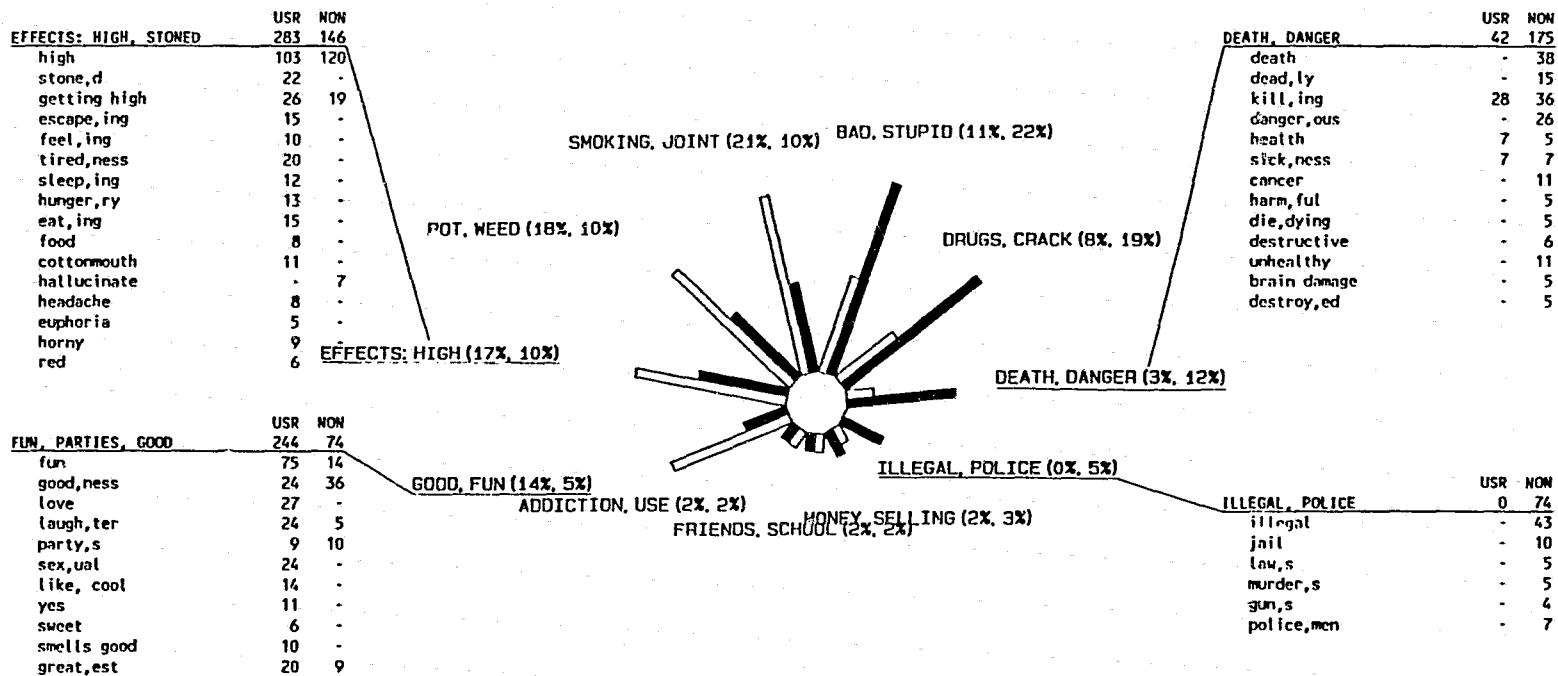 USR NON
EFFECTS: HIGH, STONED 283 146
high 103 120
stone,d 22 -
getting high 26 19
escape,ing 15 -
feel,ing 10 -
tired,ness 20 -
sleep,ing 12 -
hunger,ry 13 -
eat,ing 15 -
food 8 -
cottonmouth 11 -
hallucinate - 7
headache 8 -
euphoria 5 -
horny 9 -
red 6 -
USR NON
FUN, PARTIES, GOOD 244 74
fun 75 14
good,ness 24 36
love 27 -
laugh,ter 24 5
party,s 9 10
sex,ual 24 -
like, cool 14 -
yes 11 -
sweet 6 -
smells good 10 -
great,est 20 9
SMOKING, JOINT (21%, 10%)
BAD, STUPID (11%, 22%)
POT, WEED (18%, 10%)
DRUGS, CRACK (8%, 19%)
EFFECTS: HIGH (17%, 10%)
DEATH, DANGER (3%, 12%)
GOOD, FUN (14%, 5%)
ILLEGAL, POLICE (0%, 5%)
ADDICTION, USE (2%, 2%)
MONEY, SELLING (2%, 3%)
FRIENDS, SCHOOL (2%, 2%)
USR NON
DEATH, DANGER 42 175
death - 38
dead,ly - 15
kill,ing 28 36
danger,ous - 26
health 7 5
sick,ness 7 7
cancer - 11
harm,ful - 5
die,dying - 5
destructive - 6
unhealthy - 11
brain damage - 5
destroy,ed - 5
USR NON
ILLEGAL, POLICE 0 74
illegal - 43
jail - 10
law,s - 5
murder,s - 5
gun,s - 4
police,men - 7